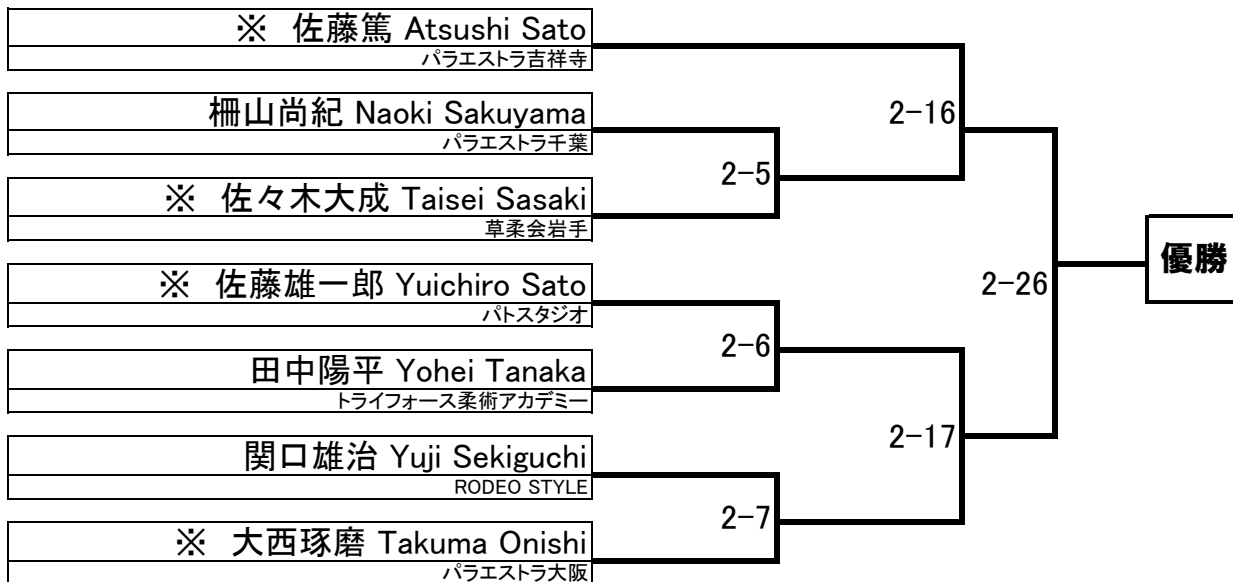 ※ 佐藤篤 Atsushi Sato
パラエストラ吉祥寺
柵山尚紀 Naoki Sakuyama
パラエストラ千葉
2-16
2-5
※ 佐々木大成 Taisei Sasaki
草柔会岩手
優勝
※ 佐藤雄一郎 Yuichiro Sato
パトスタジオ
2-26
2-6
田中陽平 Yohei Tanaka
トライフォース柔術アカデミー
2-17
関口雄治 Yuji Sekiguchi
RODEO STYLE
2-7
※ 大西琢磨 Takuma Onishi
パラエストラ大阪